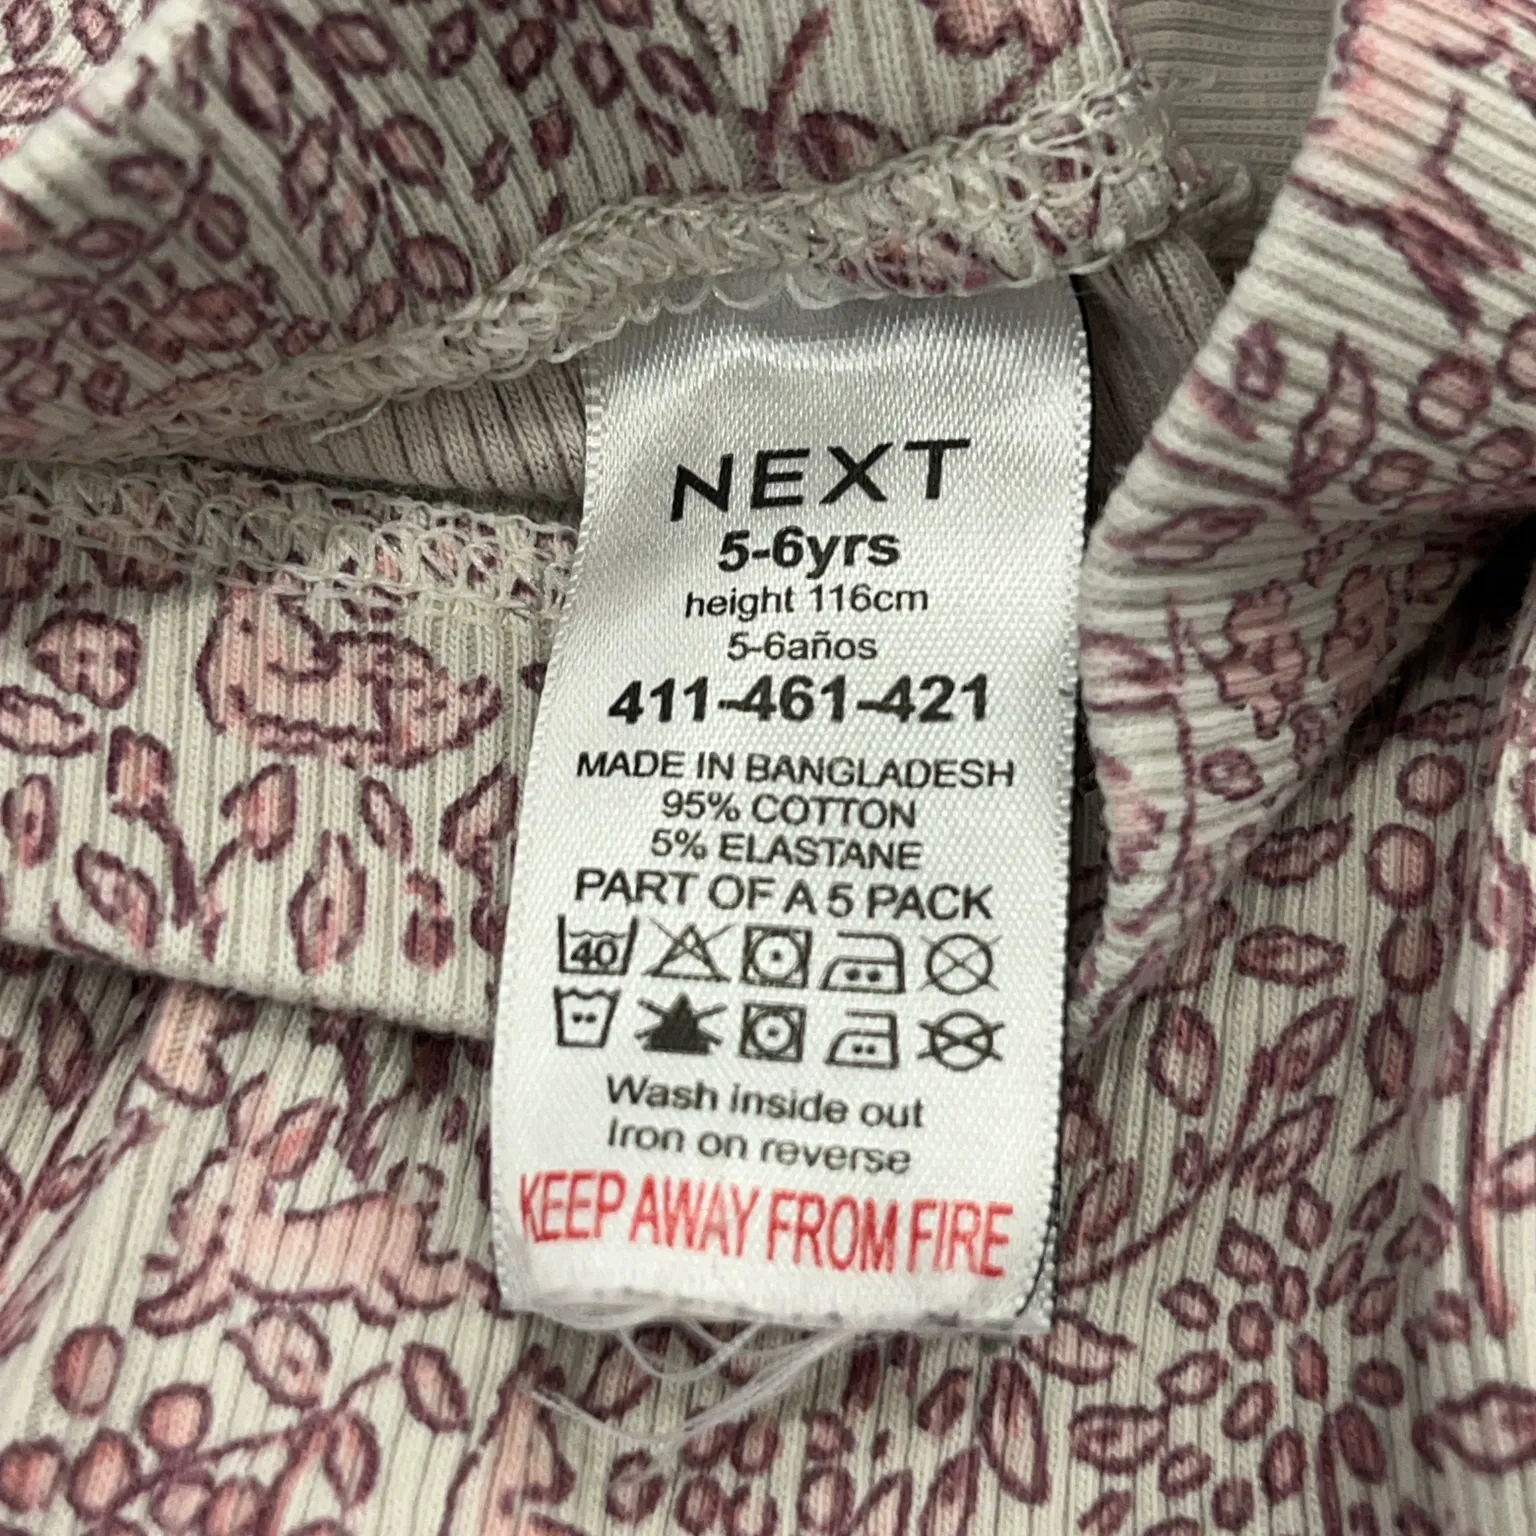 NEXT
5-6yrs
height 116cm
5-6años
411-461-421
MADE IN BANGLADESH
95% COTTON
5% ELASTANE
PART OF A 5 PACK
40
Wash inside out
Iron on reverse
KEEP AWAY FROM FIRE